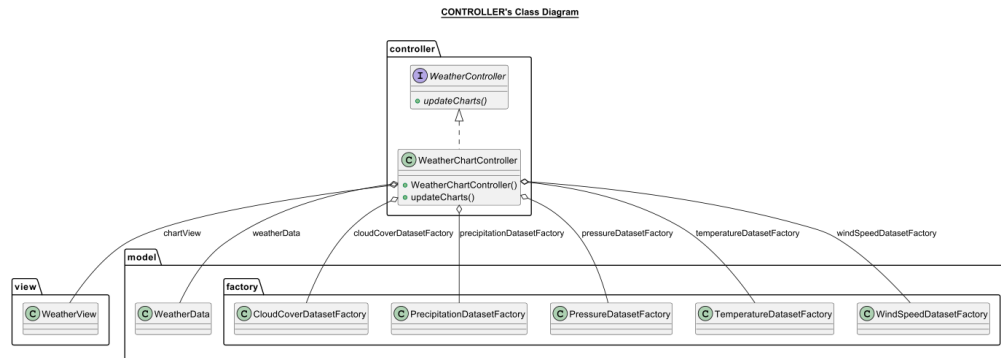 CONTROLLER's Class Diagram
controller
I WeatherController
updateCharts()
C WeatherChartController
WeatherChartController()
updateCharts()
chartView
weatherData
cloudCoverDatasetFactory
precipitationDatasetFactory
pressureDatasetFactory
temperatureDatasetFactory
windSpeedDatasetFactory
model
view
factory
C WeatherView
C WeatherData
C CloudCoverDatasetFactory
C PrecipitationDatasetFactory
C PressureDatasetFactory
C TemperatureDatasetFactory
C WindSpeedDatasetFactory